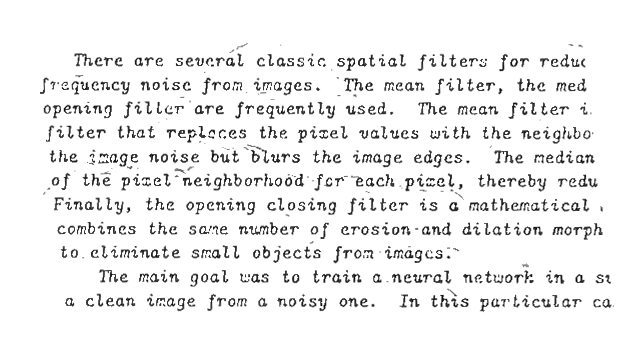 There are several classic spatial filters for reduc
frequency noise from images. The mean filter, the med
opening filter are frequently used. The mean filter i
filter that replaces the pixel values with the neighbo
the image noise but blurs the image edges. The median
of the pixel neighborhood for each pixel, thereby redu
Finally, the opening closing filter is a mathematical
combines the same number of erosion and dilation morph
to eliminate small objects from images.
The main goal was to train a neural network in a
a clean image from a noisy one. In this particular ca